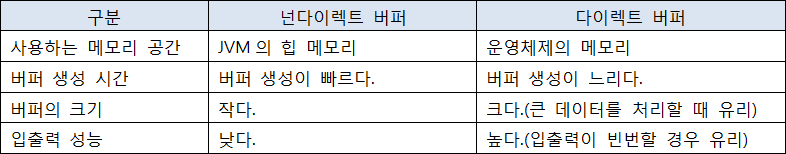 구분 넌다이렉트 버퍼 다이렉트 버퍼
사용하는 메모리 공간 JVM의 힙 메모리 운영체제의 메모리
버퍼 생성 시간 버퍼 생성이 빠르다. 버퍼 생성이 느리다.
버퍼의 크기 작다. 크다.(큰 데이터를 처리할 때 유리)
입출력 성능 낮다. 높다.(입출력이 빈번할 경우 유리)